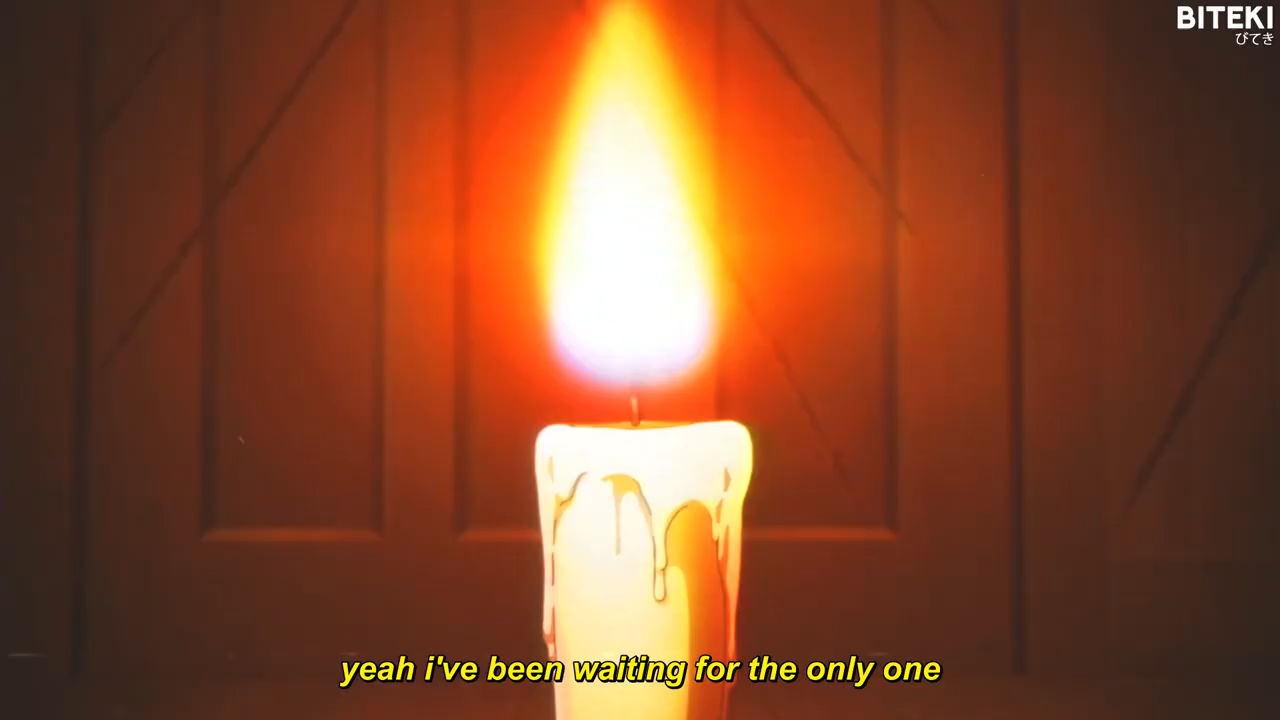 BITEKI
びてき
yeah i've been waiting for the only one